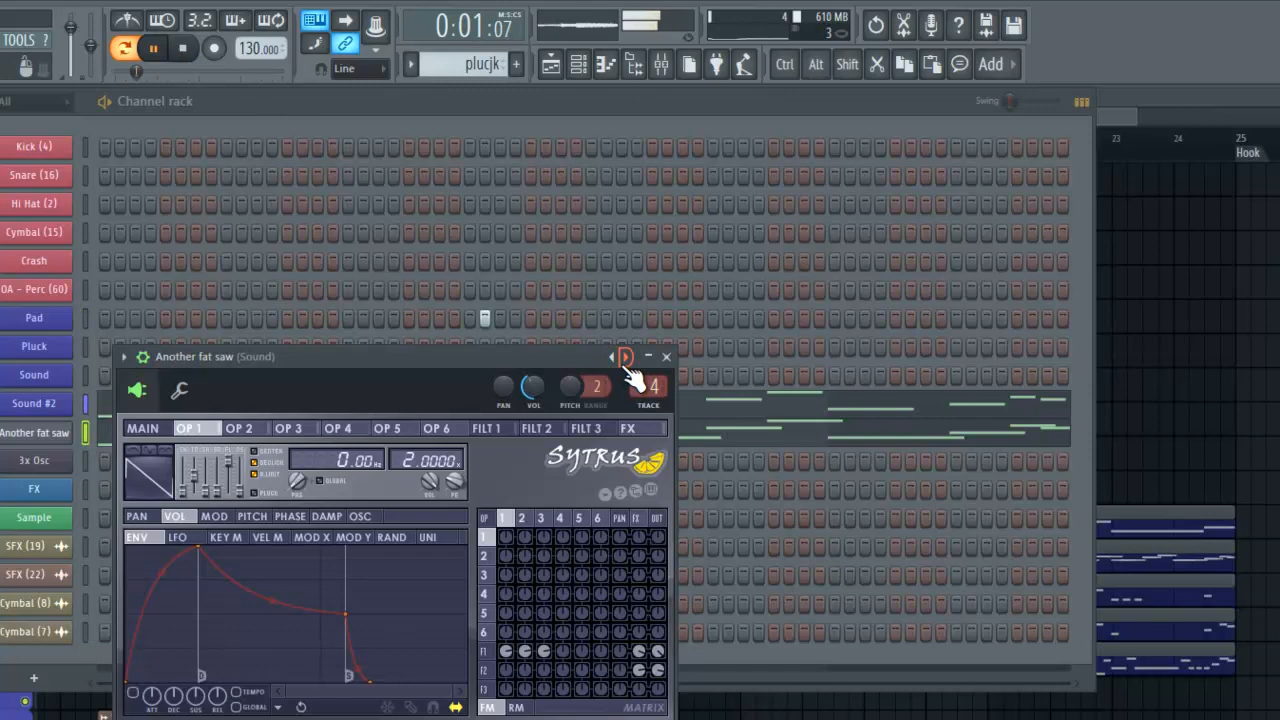 TOOLS ?
3.2.
130.000
Line
0:01:07
M:S:CS
plucjk
4
610 MB
3
Ctrl
Alt
Shift
Add
All
Channel rack
Swing
23
24
25
Hook
Kick (4)
Snare (16)
Hi Hat (2)
Cymbal (15)
Crash
OA - Perc (60)
Pad
Pluck
Sound
Sound #2
Another fat saw
3x Osc
FX
Sample
SFX (19)
SFX (22)
Cymbal (8)
Cymbal (7)
Another fat saw (Sound)
2
4
PAN
VOL
PITCH
RANGE
TRACK
MAIN
OP 1
OP 2
OP 3
OP 4
OP 5
OP 6
FILT 1
FILT 2
FILT 3
FX
CENTER
PLUCK
0.00Hz
2.0000x
GLOBAL
VOL
SYTRUS
PAN
VOL
MOD
PITCH
PHASE
DAMP
OSC
ENV
LFO
KEY M
VEL M
MOD X
MOD Y
RAND
UNI
OP
1
2
3
4
5
6
PAN
FX
OUT
1
2
3
4
5
6
F1
F2
F3
D
S
ATT
DEC
SUS
REL
TEMPO
GLOBAL
FM
RM
MATRIX